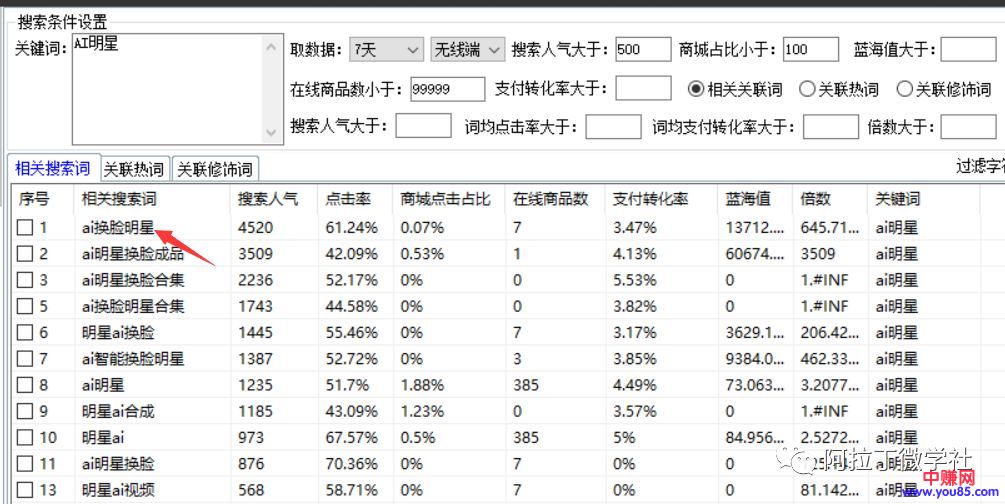 搜索条件设置
关键词: AI明星
取数据: 7天 无线端 搜索人气大于: 500 商城占比小于: 100 蓝海值大于:
在线商品数小于: 99999 支付转化率大于: 相关关联词 关联热词 关联修饰词
搜索人气大于: 词均点击率大于: 词均支付转化率大于: 倍数大于:
相关搜索词 关联热词 关联修饰词 过滤字
序号 相关搜索词 搜索人气 点击率 商城点击占比 在线商品数 支付转化率 蓝海值 倍数 关键词
1 ai换脸明星 4520 61.24% 0.07% 7 3.47% 13712.... 645.71... ai明星
2 ai明星换脸成品 3509 42.09% 0.53% 1 4.13% 60674.... 3509 ai明星
3 ai明星换脸合集 2236 52.17% 0% 0 5.53% 0 1.#INF ai明星
5 ai换脸明星合集 1743 44.58% 0% 0 3.82% 0 1.#INF ai明星
6 明星ai换脸 1445 55.46% 0% 7 3.17% 3629.1... 206.42... ai明星
7 ai智能换脸明星 1387 52.72% 0% 3 3.85% 9384.0... 462.33... ai明星
8 ai明星 1235 51.7% 1.88% 385 4.49% 73.063... 3.2077... ai明星
9 明星ai合成 1185 43.09% 1.23% 0 3.57% 0 1.#INF ai明星
10 明星ai 973 67.57% 0.5% 385 5% 84.956... 2.5272... ai明星
11 ai明星换脸 876 70.36% 0% 7 0% 0 ai明星
13 明星ai视频 568 58.71% 0% 7 0% 0 81.142... ai明星
阿拉丁微学社
中赚网
www.you85.com